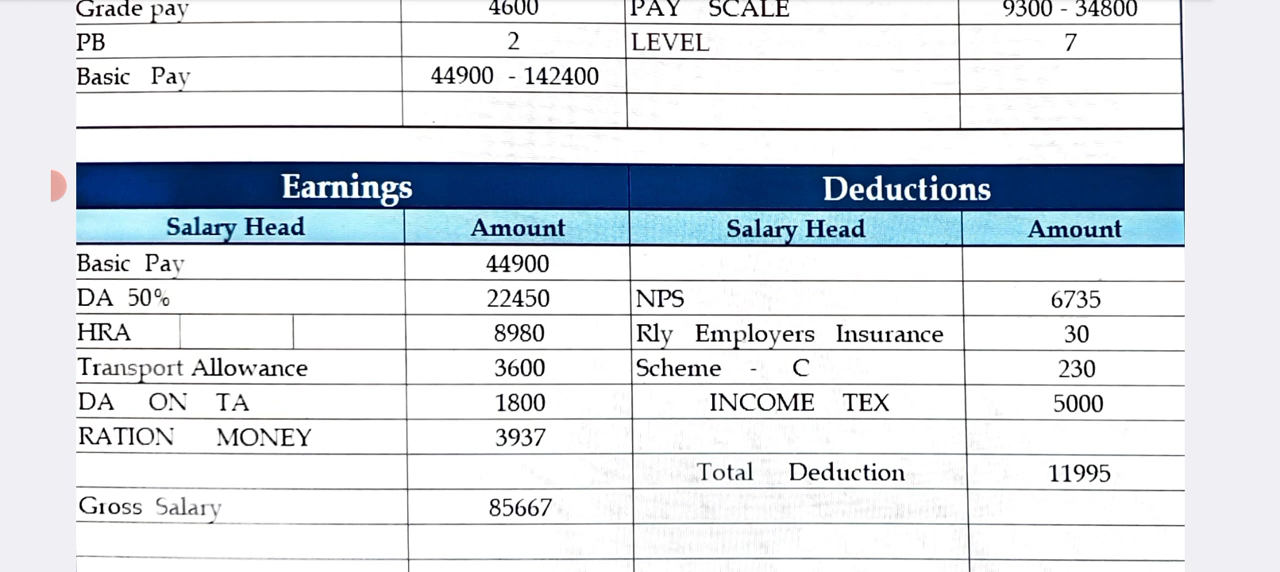 Grade pay 4600 PAY SCALE 9300 - 34800
PB 2 LEVEL 7
Basic Pay 44900 - 142400
Earnings Deductions
Salary Head Amount Salary Head Amount
Basic Pay 44900
DA 50% 22450 NPS 6735
HRA 8980 Rly Employers Insurance 30
Transport Allowance 3600 Scheme - C 230
DA ON TA 1800 INCOME TEX 5000
RATION MONEY 3937
Total Deduction 11995
Gross Salary 85667